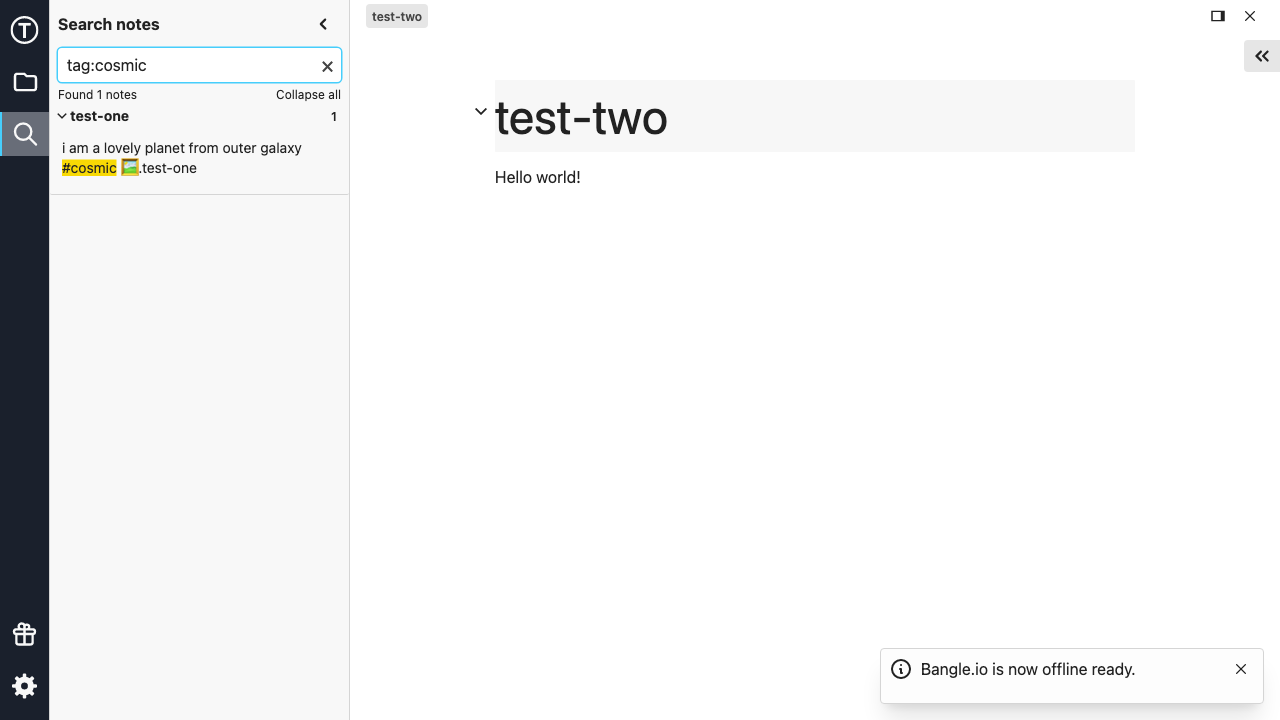 Search notes
tag:cosmic
Found 1 notes
Collapse all
test-one
1
i am a lovely planet from outer galaxy
#cosmic 🖼️.test-one
test-two
test-two
Hello world!
Bangle.io is now offline ready.